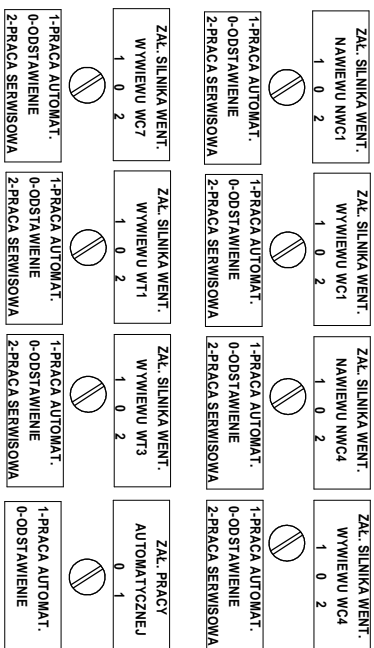 ZAŁ. SILNIKA WENT.
NAWIEWU NWC1
1 0 2
1-PRACA AUTOMAT.
0-ODSTAWIENIE
2-PRACA SERWISOWA
ZAŁ. SILNIKA WENT.
WYWIEWU WC1
1 0 2
1-PRACA AUTOMAT.
0-ODSTAWIENIE
2-PRACA SERWISOWA
ZAŁ. SILNIKA WENT.
NAWIEWU NWC4
1 0 2
1-PRACA AUTOMAT.
0-ODSTAWIENIE
2-PRACA SERWISOWA
ZAŁ. SILNIKA WENT.
WYWIEWU WC4
1 0 2
1-PRACA AUTOMAT.
0-ODSTAWIENIE
2-PRACA SERWISOWA
ZAŁ. SILNIKA WENT.
WYWIEWU WC7
1 0 2
1-PRACA AUTOMAT.
0-ODSTAWIENIE
2-PRACA SERWISOWA
ZAŁ. SILNIKA WENT.
WYWIEWU WT1
1 0 2
1-PRACA AUTOMAT.
0-ODSTAWIENIE
2-PRACA SERWISOWA
ZAŁ. SILNIKA WENT.
WYWIEWU WT3
1 0 2
1-PRACA AUTOMAT.
0-ODSTAWIENIE
2-PRACA SERWISOWA
ZAŁ. PRACY
AUTOMATYCZNEJ
0 1
1-PRACA AUTOMAT.
0-ODSTAWIENIE